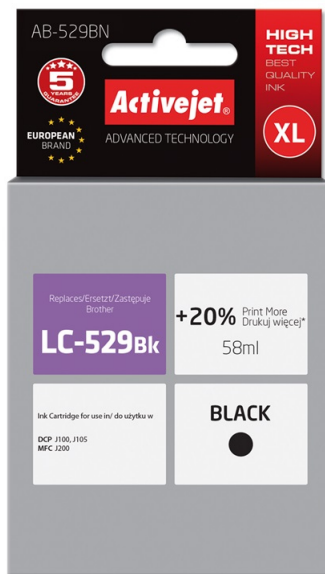 AB-529BN
HIGH
TECH
BEST
QUALITY
INK
5
YEARS
GUARANTEE
Activejet®
EUROPEAN
BRAND
ADVANCED TECHNOLOGY
XL
Replaces/Ersetzt/Zastępuje
Brother
LC-529Bk
+20% Print More
Drukuj więcej*
58ml
Ink Cartridge for use in/ do użytku w
DCP J100, J105
MFC J200
BLACK